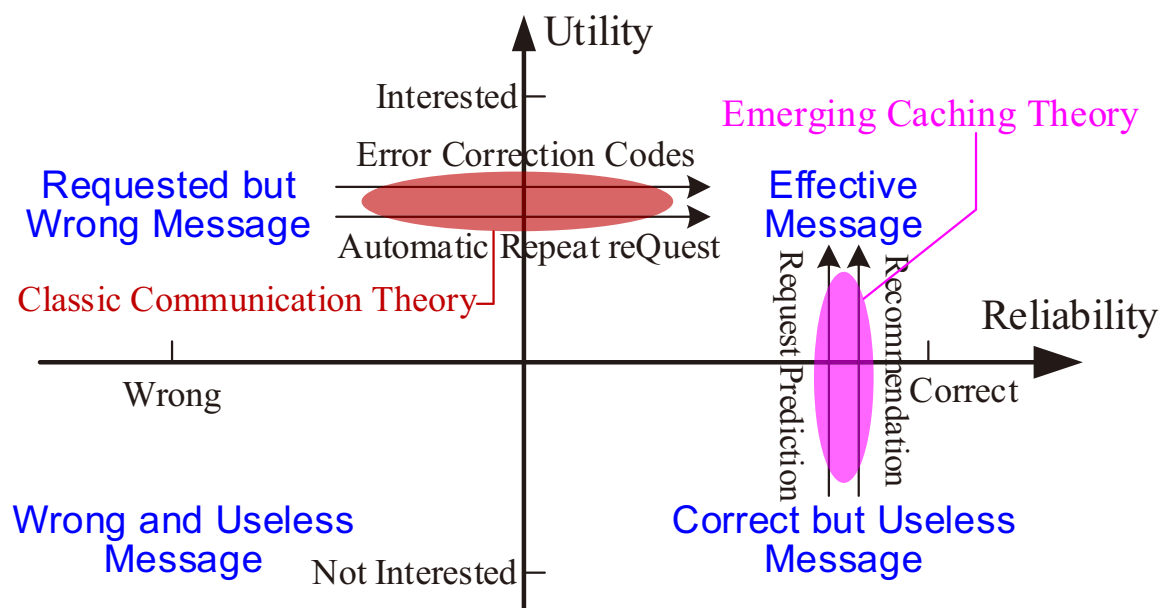 Utility
Interested
Emerging Caching Theory
Error Correction Codes
Requested but
Wrong Message
Effective
Message
Automatic Repeat reQuest
Classic Communication Theory
Request Prediction
Recommendation
Reliability
Wrong
Correct
Wrong and Useless
Message
Correct but Useless
Message
Not Interested